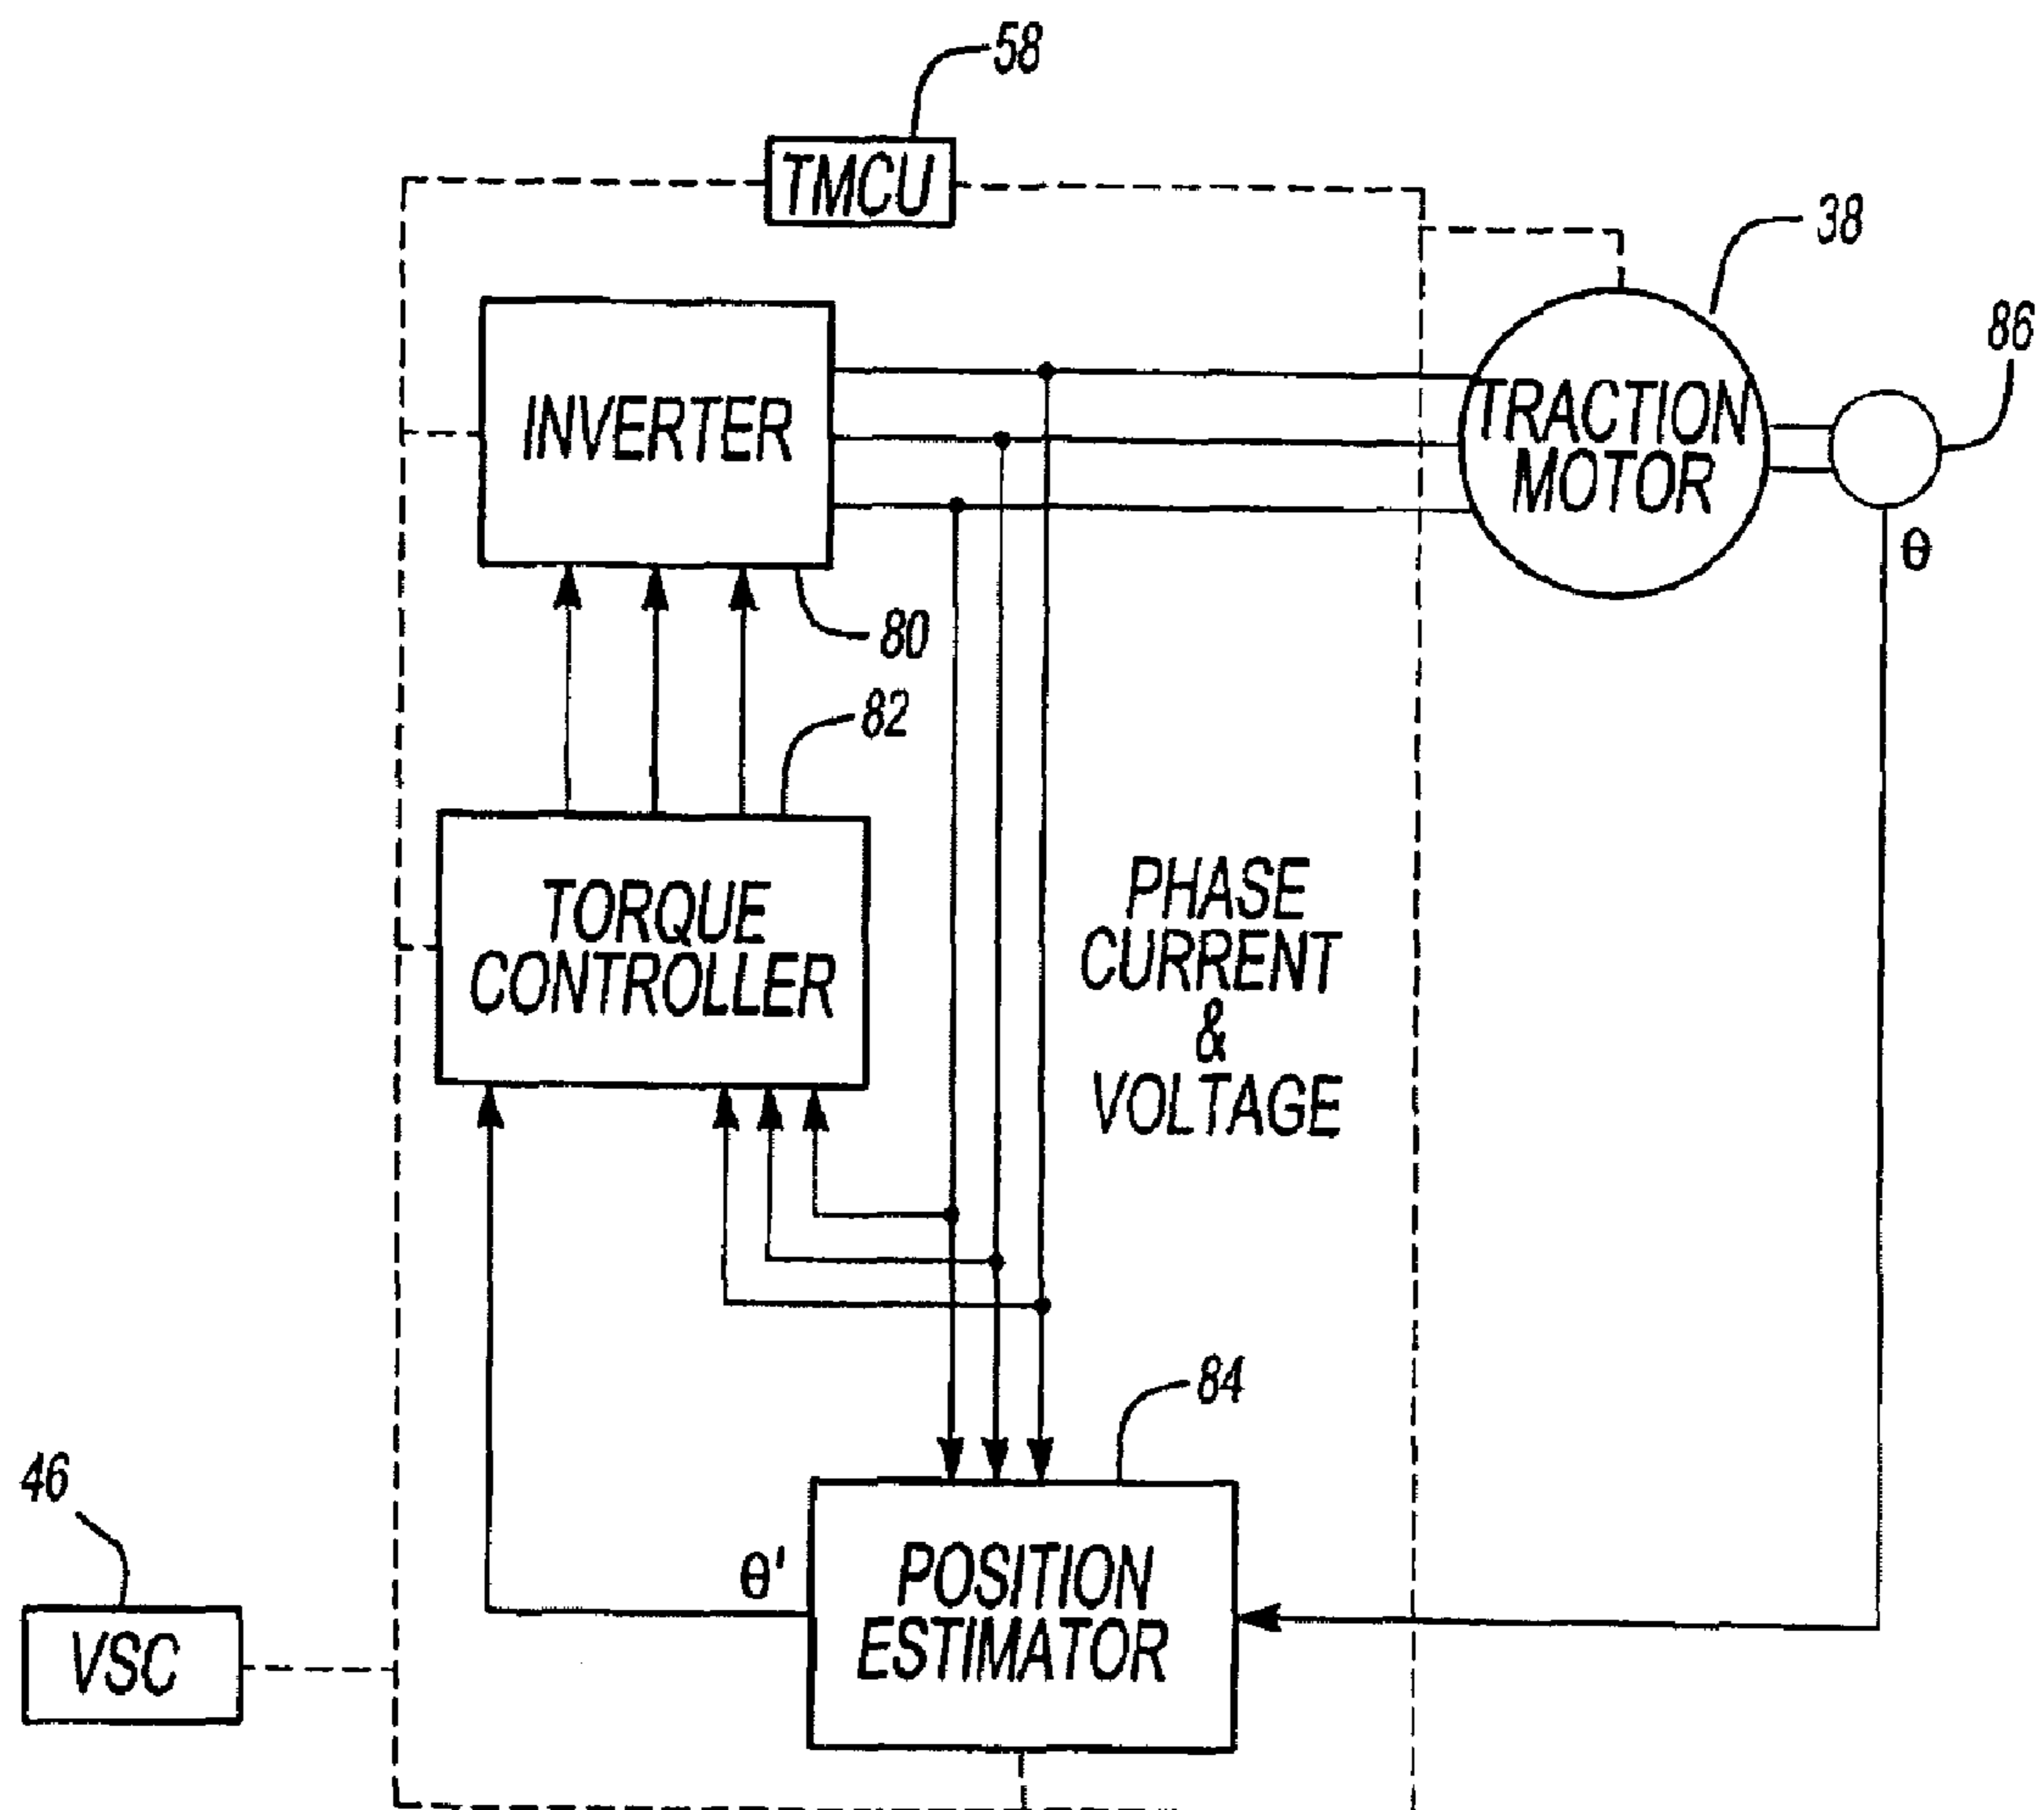 58
TMCU
38
86
INVERTER
TRACTION
MOTOR
θ
80
82
TORQUE
CONTROLLER
PHASE
CURRENT
&
VOLTAGE
84
46
θ'
POSITION
ESTIMATOR
VSC